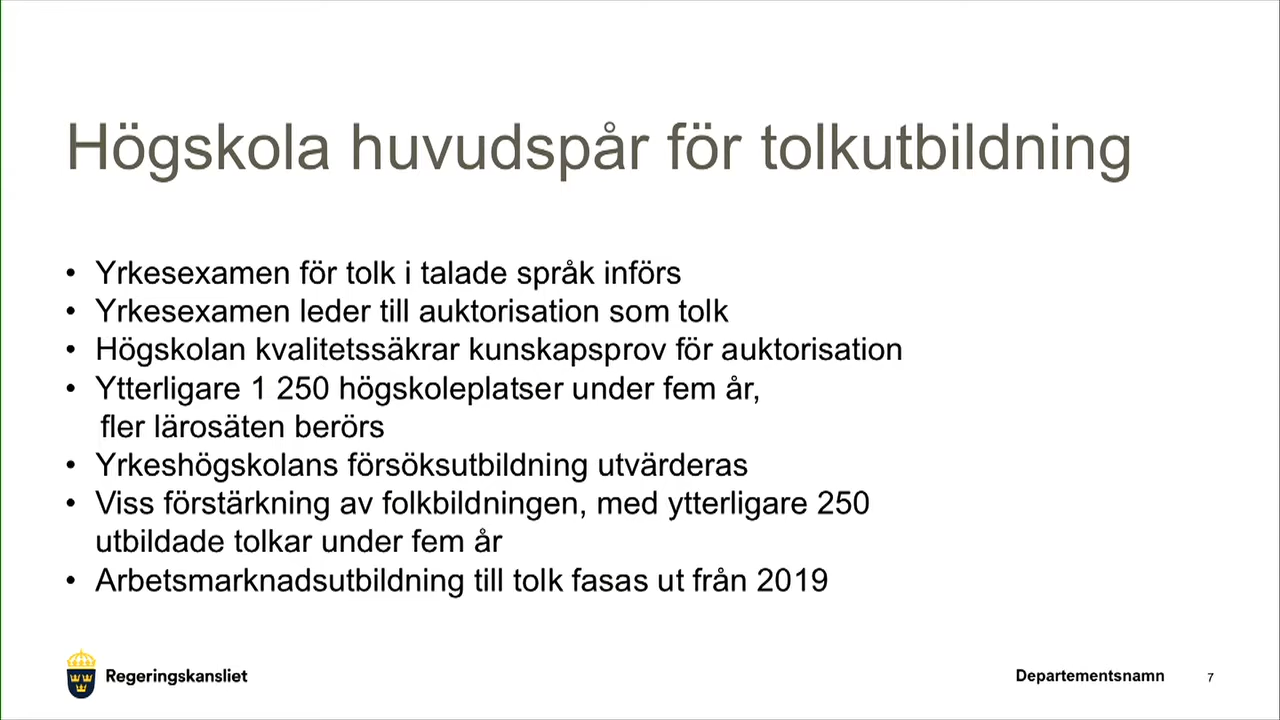 Högskola huvudspår för tolkutbildning
• Yrkesexamen för tolk i talade språk införs
• Yrkesexamen leder till auktorisation som tolk
• Högskolan kvalitetssäkrar kunskapsprov för auktorisation
• Ytterligare 1 250 högskoleplatser under fem år,
fler lärosäten berörs
• Yrkeshögskolans försöksutbildning utvärderas
• Viss förstärkning av folkbildningen, med ytterligare 250
utbildade tolkar under fem år
• Arbetsmarknadsutbildning till tolk fasas ut från 2019
Regeringskansliet
Departementsnamn 7